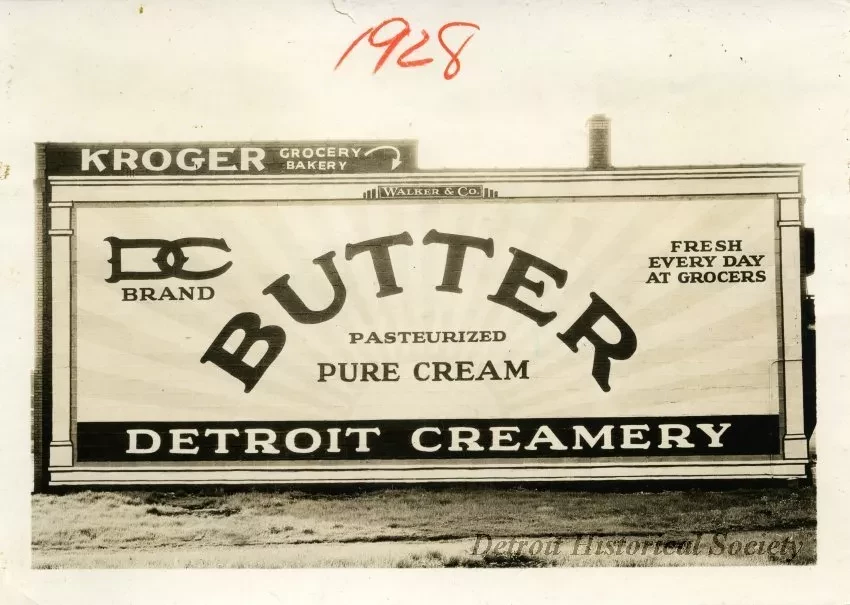 1928
KROGER GROCERY BAKERY
WALKER & CO.
DC
BRAND
BUTTER
FRESH
EVERY DAY
AT GROCERS
PASTEURIZED
PURE CREAM
DETROIT CREAMERY
Detroit Historical Society